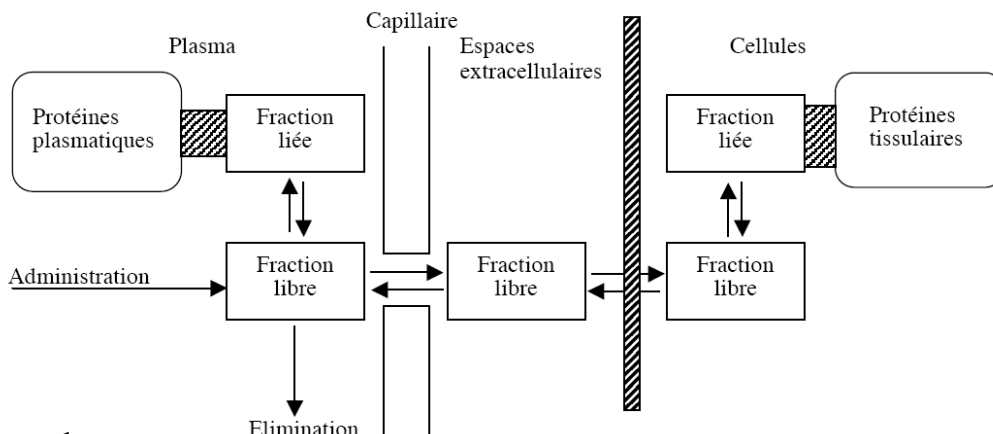 Capillaire
Plasma
Espaces
extracellulaires
Cellules
Protéines
plasmatiques
Fraction
liée
Fraction
liée
Protéines
tissulaires
Administration
Fraction
libre
Fraction
libre
Fraction
libre
Elimination